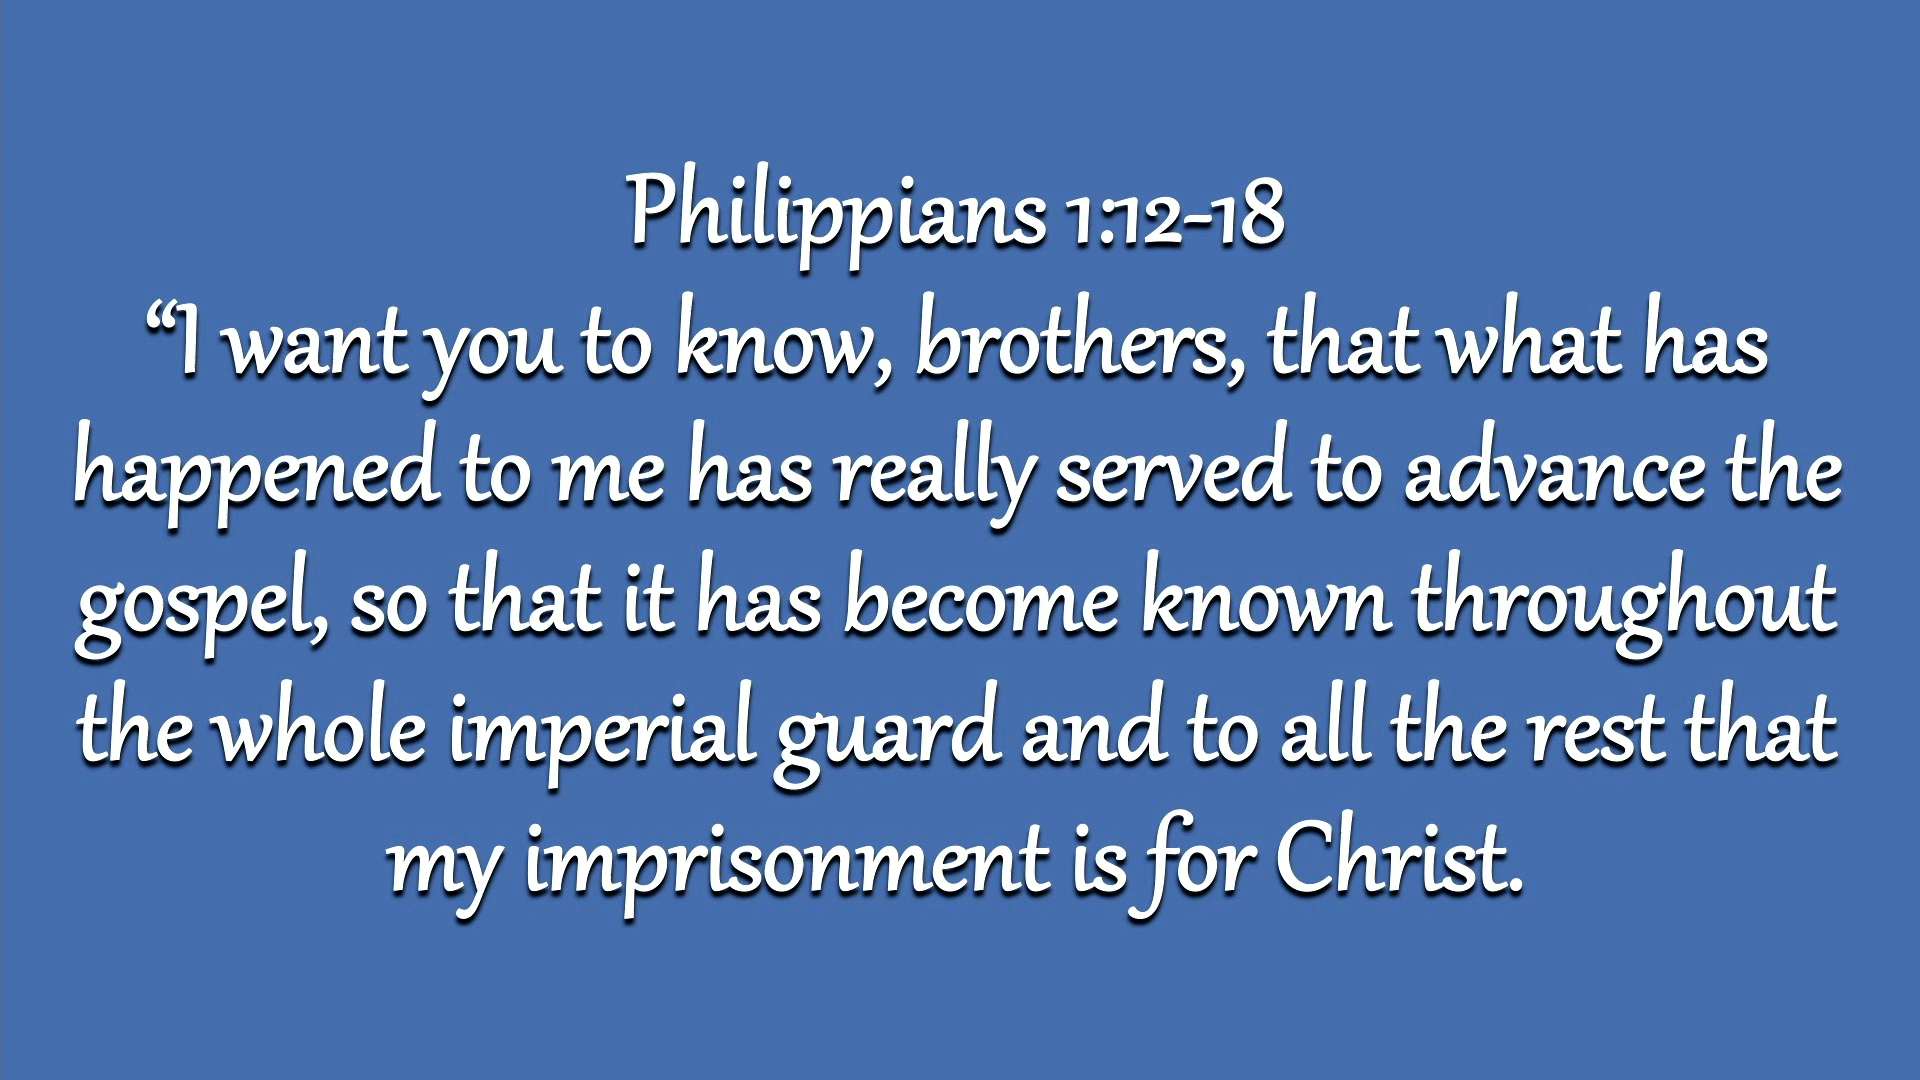 Philippians 1:12-18
“I want you to know, brothers, that what has
happened to me has really served to advance the
gospel, so that it has become known throughout
the whole imperial guard and to all the rest that
my imprisonment is for Christ.